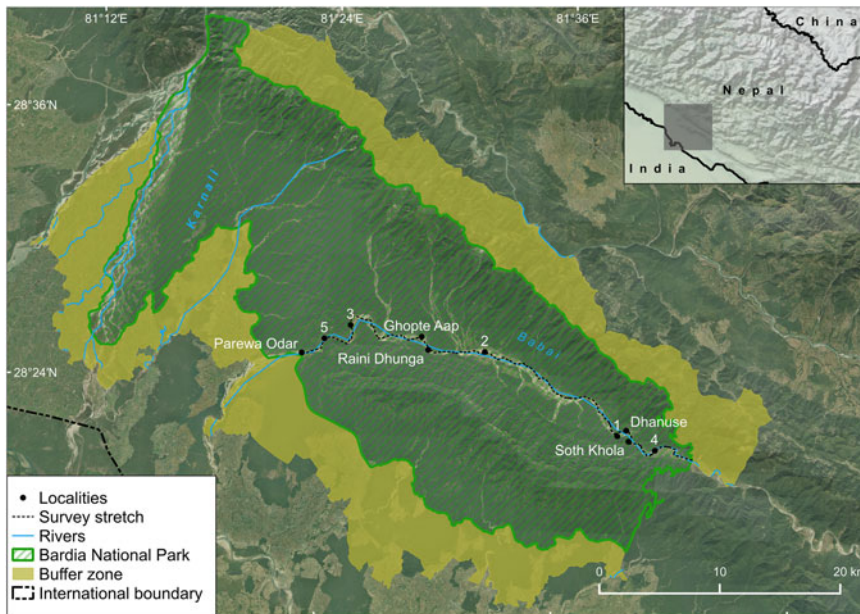 81°12'E
81°24'E
81°36'E
28°36'N
28°24'N
China
Nepal
India
Karnali
3
5
Ghopte Aap
Parewa Odar
Raini Dhunga
2
Babai
1
Dhanuse
Soth Khola
4
Localities
Survey stretch
Rivers
Bardia National Park
Buffer zone
International boundary
0 10 20 km